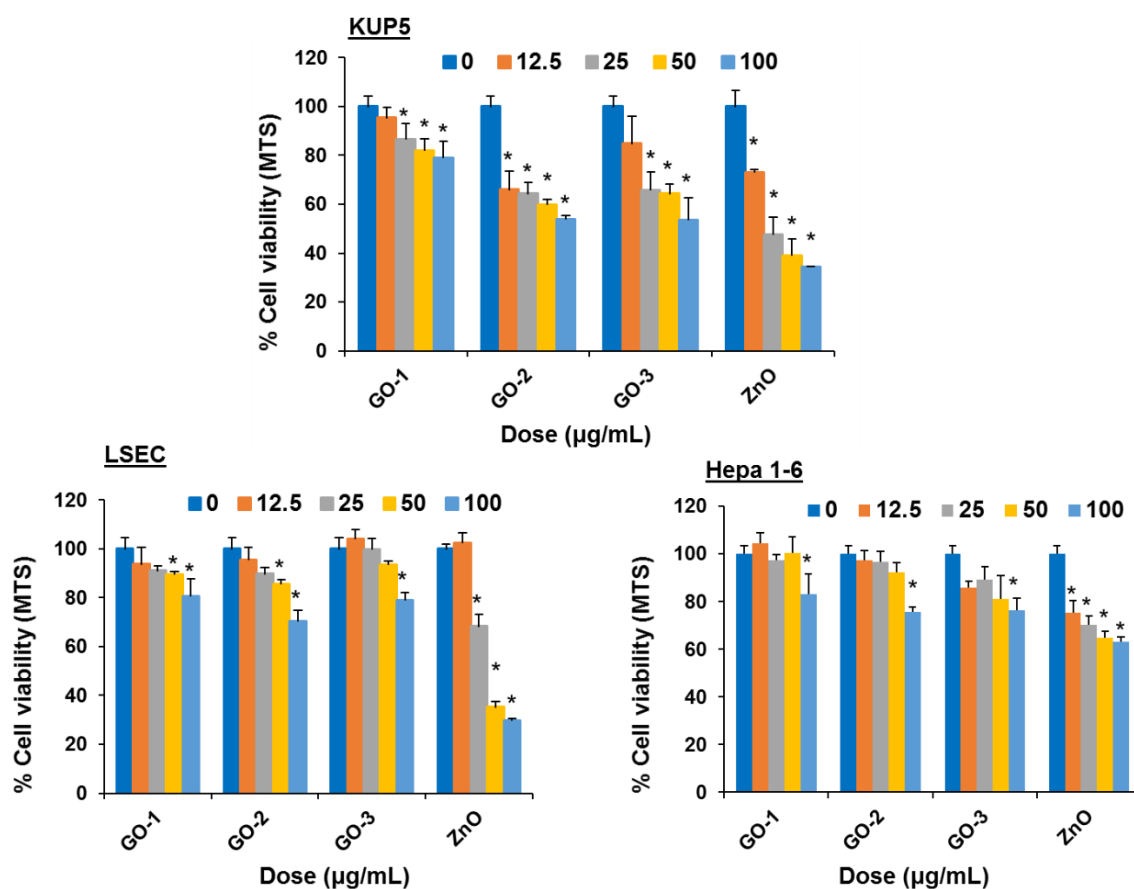 KUP5
0 12.5 25 50 100
% Cell viability (MTS)
120
100
80
60
40
20
0
* * *
* * * *
* * *
* * * *
GO-1 GO-2 GO-3 ZnO
Dose (µg/mL)
LSEC
0 12.5 25 50 100
% Cell viability (MTS)
120
100
80
60
40
20
0
* *
* *
*
* * *
GO-1 GO-2 GO-3 ZnO
Dose (µg/mL)
Hepa 1-6
0 12.5 25 50 100
% Cell viability (MTS)
120
100
80
60
40
20
0
*
*
*
* * * *
GO-1 GO-2 GO-3 ZnO
Dose (µg/mL)